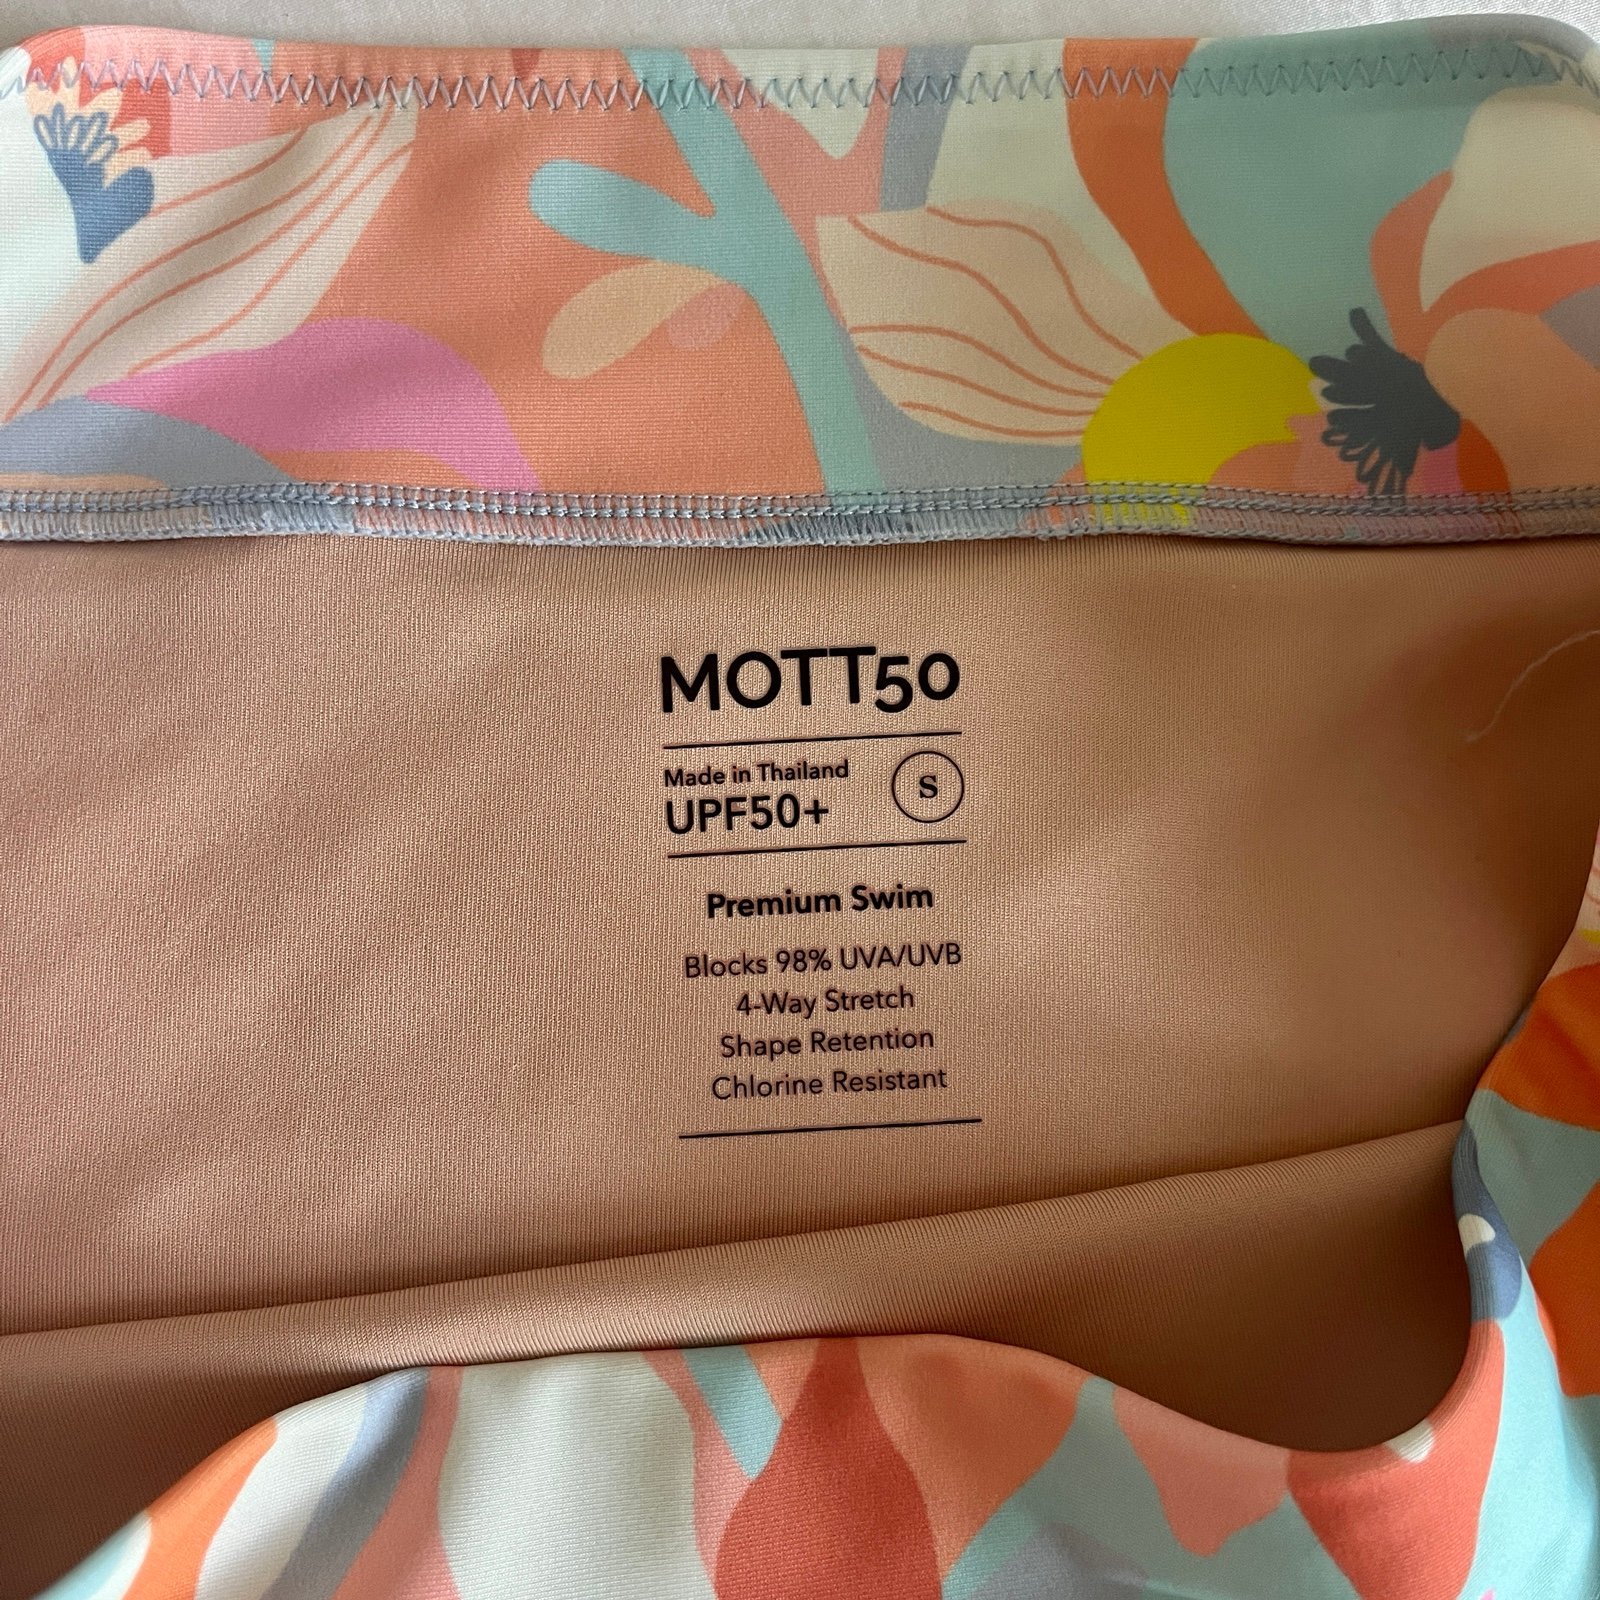 MOTT50
Made in Thailand
UPF50+
S
Premium Swim
Blocks 98% UVA/UVB
4-Way Stretch
Shape Retention
Chlorine Resistant